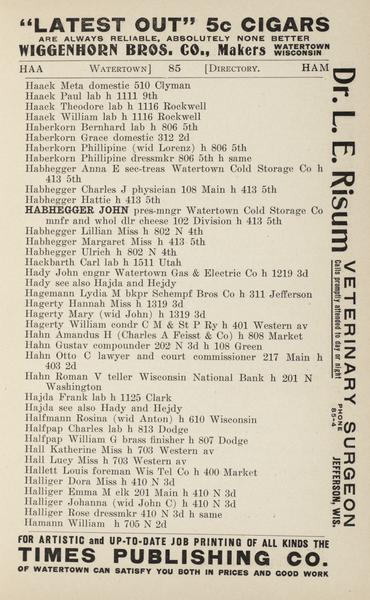 "LATEST OUT" 5c CIGARS
ARE ALWAYS RELIABLE, ABSOLUTELY NONE BETTER
WIGGENHORN BROS. CO., Makers WATERTOWN WISCONSIN
HAA WATERTOWN] 85 [DIRECTORY. HAM
Haack Meta domestic 510 Clyman
Haack Paul lab h 1111 9th
Haack Theodore lab h 1116 Rockwell
Haack William lab h 1116 Rockwell
Haberkorn Bernhard lab h 806 5th
Haberkorn Grace domestic 312 2d
Haberkorn Phillipine (wid Lorenz) h 806 5th
Haberkorn Phillipine dressmkr 806 5th h same
Habhegger Anna E sec-treas Watertown Cold Storage Co h
413 5th
Habhegger Charles J physician 108 Main h 413 5th
Habhegger Hattie h 413 5th
HABHEGGER JOHN pres-mngr Watertown Cold Storage Co
mnfr and whol dlr cheese 102 Division h 413 5th
Habhegger Lillian Miss h 802 N 4th
Habhegger Margaret Miss h 413 5th
Habhegger Ulrich h 802 N 4th
Hackbarth Carl lab h 1511 Utah
Hady John engnr Watertown Gas & Electric Co h 1219 3d
Hady see also Hajda and Hejdy
Hagemann Lydia M bkpr Schempf Bros Co h 311 Jefferson
Hagerty Hannah Miss h 1319 3d
Hagerty Mary (wid John) h 1319 3d
Hagerty William condr C M & St P Ry h 401 Western av
Hahn Amandus H (Charles A Feisst & Co) h 808 Market
Hahn Gustav compounder 202 N 3d h 108 Green
Hahn Otto C lawyer and court commissioner 217 Main h
403 2d
Hahn Roman V teller Wisconsin National Bank h 201 N
Washington
Hajda Frank lab h 1125 Clark
Hajda see also Hady and Hejdy
Halfmann Rosina (wid Anton) h 610 Wisconsin
Halfpap Charles lab h 813 Dodge
Halfpap William G brass finisher h 807 Dodge
Hall Katherine Miss h 703 Western av
Hall Lucy Miss h 703 Western av
Hallett Louis foreman Wis Tel Co h 400 Market
Halliger Dora Miss h 410 N 3d
Halliger Emma M elk 201 Main h 410 N 3d
Halliger Johanna (wid John C) h 410 N 3d
Halliger Rose dressmkr 410 N 3d h same
Hamann William h 705 N 2d
Dr. L. E. Risum VETERINARY SURGEON
Calls promptly attended to day or night PHONE 85-4 JEFFERSON, WIS.
FOR ARTISTIC and UP-TO-DATE JOB PRINTING OF ALL KINDS THE
TIMES PUBLISHING CO.
OF WATERTOWN CAN SATISFY YOU BOTH IN PRICES AND GOOD WORK